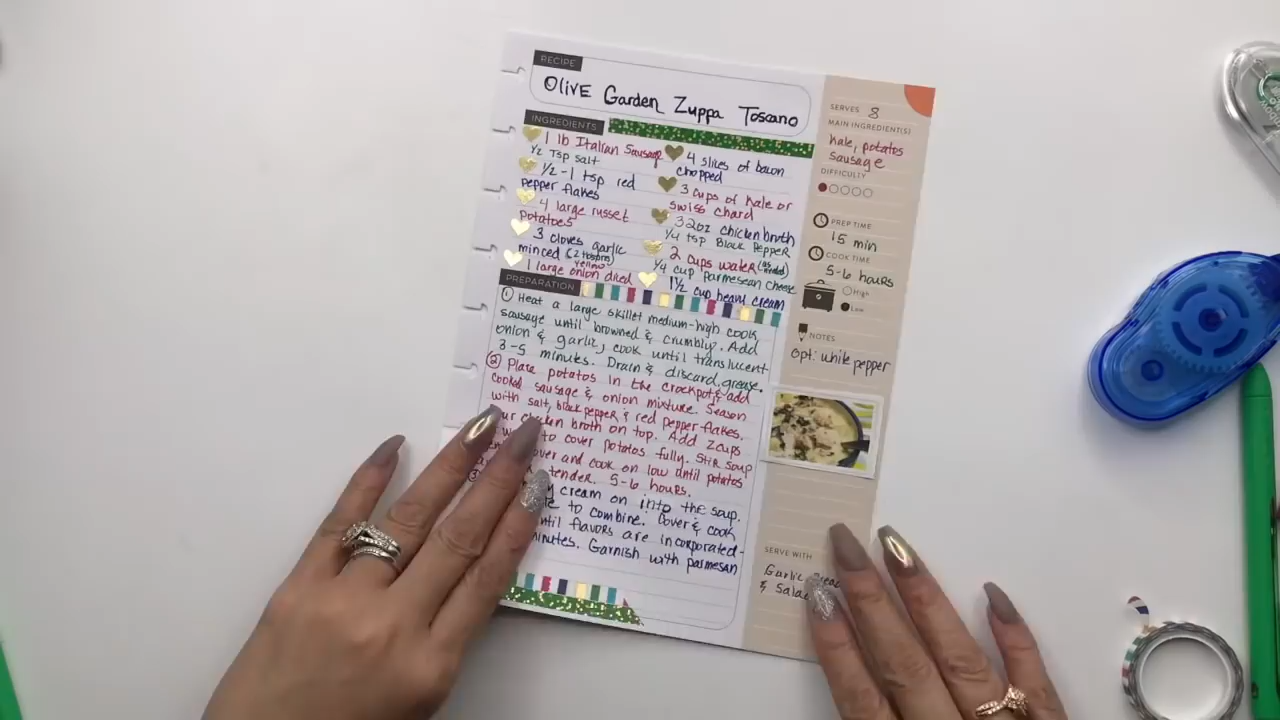 RECIPE
Olive Garden Zuppa Toscano
INGREDIENTS
1 lb Italian Sausage
1/2 Tsp salt
1/2 - 1 tsp red
pepper flakes
4 large russet
potatoes
3 cloves garlic
minced
yellow
1 large onion diced
4 slices of bacon
chopped
3 cups of kale or
swiss chard
32oz chicken broth
1/4 tsp Black Pepper
2 cups water (as needed)
1/4 cup parmesan cheese
1 1/2 cup heavy cream
PREPARATION
① Heat a large skillet medium-high cook
sausage until browned & crumbly. Add
onion & garlic, cook until translucent
3-5 minutes. Drain & discard grease.
② Place potatos in the crockpot & add
cooked sausage & onion mixture. Season
with salt, black pepper & red pepper flakes.
chicken broth on top. Add 2cups
to cover potatos fully. Stir soup
cover and cook on low until potatos
tender. 5-6 hours.
cream on into the soup.
to combine. Cover & cook
until flavors are incorporated-
minutes. Garnish with parmesan
SERVES 8
MAIN INGREDIENT(S)
kale, potatos
sausage
DIFFICULTY
PREP TIME
15 min
COOK TIME
5-6 hours
High
Low
NOTES
Opt: white pepper
SERVE WITH
Garlic
&